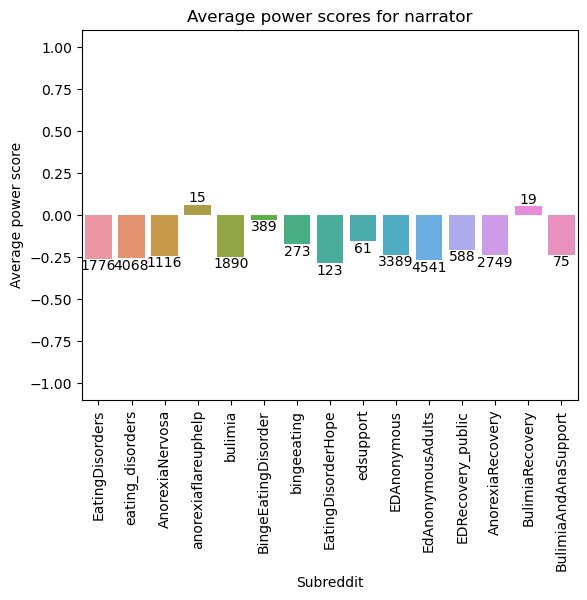 Average power scores for narrator
Average power score
1.00
0.75
0.50
0.25
0.00
−0.25
−0.50
−0.75
−1.00
1776
4068
1116
15
1890
389
273
123
61
3389
4541
588
2749
19
75
EatingDisorders
eating_disorders
AnorexiaNervosa
anorexiaflareuphelp
bulimia
BingeEatingDisorder
bingeeating
EatingDisorderHope
edsupport
EDAnonymous
EdAnonymousAdults
EDRecovery_public
AnorexiaRecovery
BulimiaRecovery
BulimiaAndAnaSupport
Subreddit